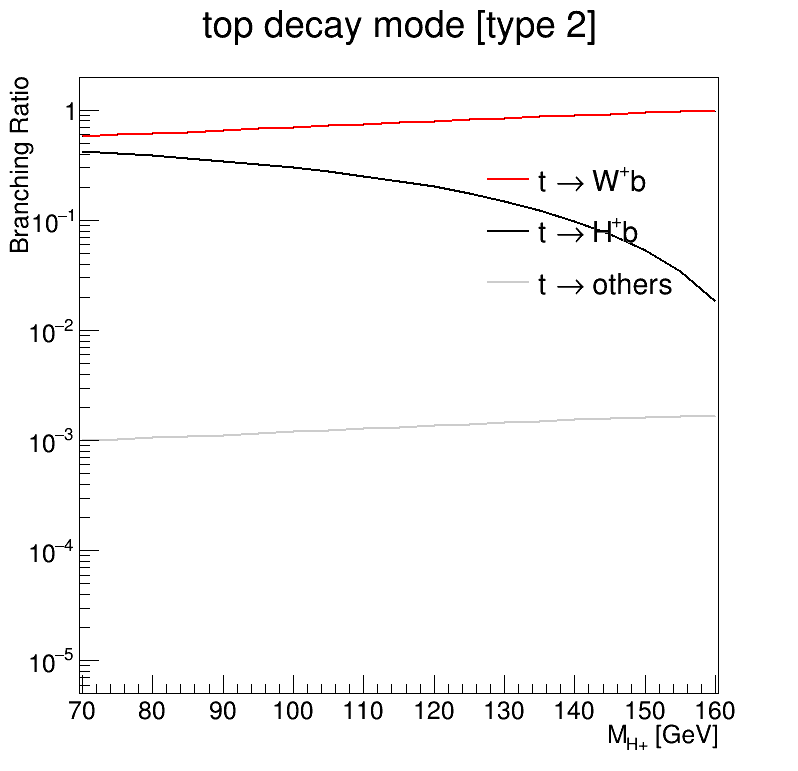 top decay mode [type 2]
Branching Ratio
1
10⁻¹
10⁻²
10⁻³
10⁻⁴
10⁻⁵
t → W⁺b
t → H⁺b
t → others
70 80 90 100 110 120 130 140 150 160
M_H+ [GeV]